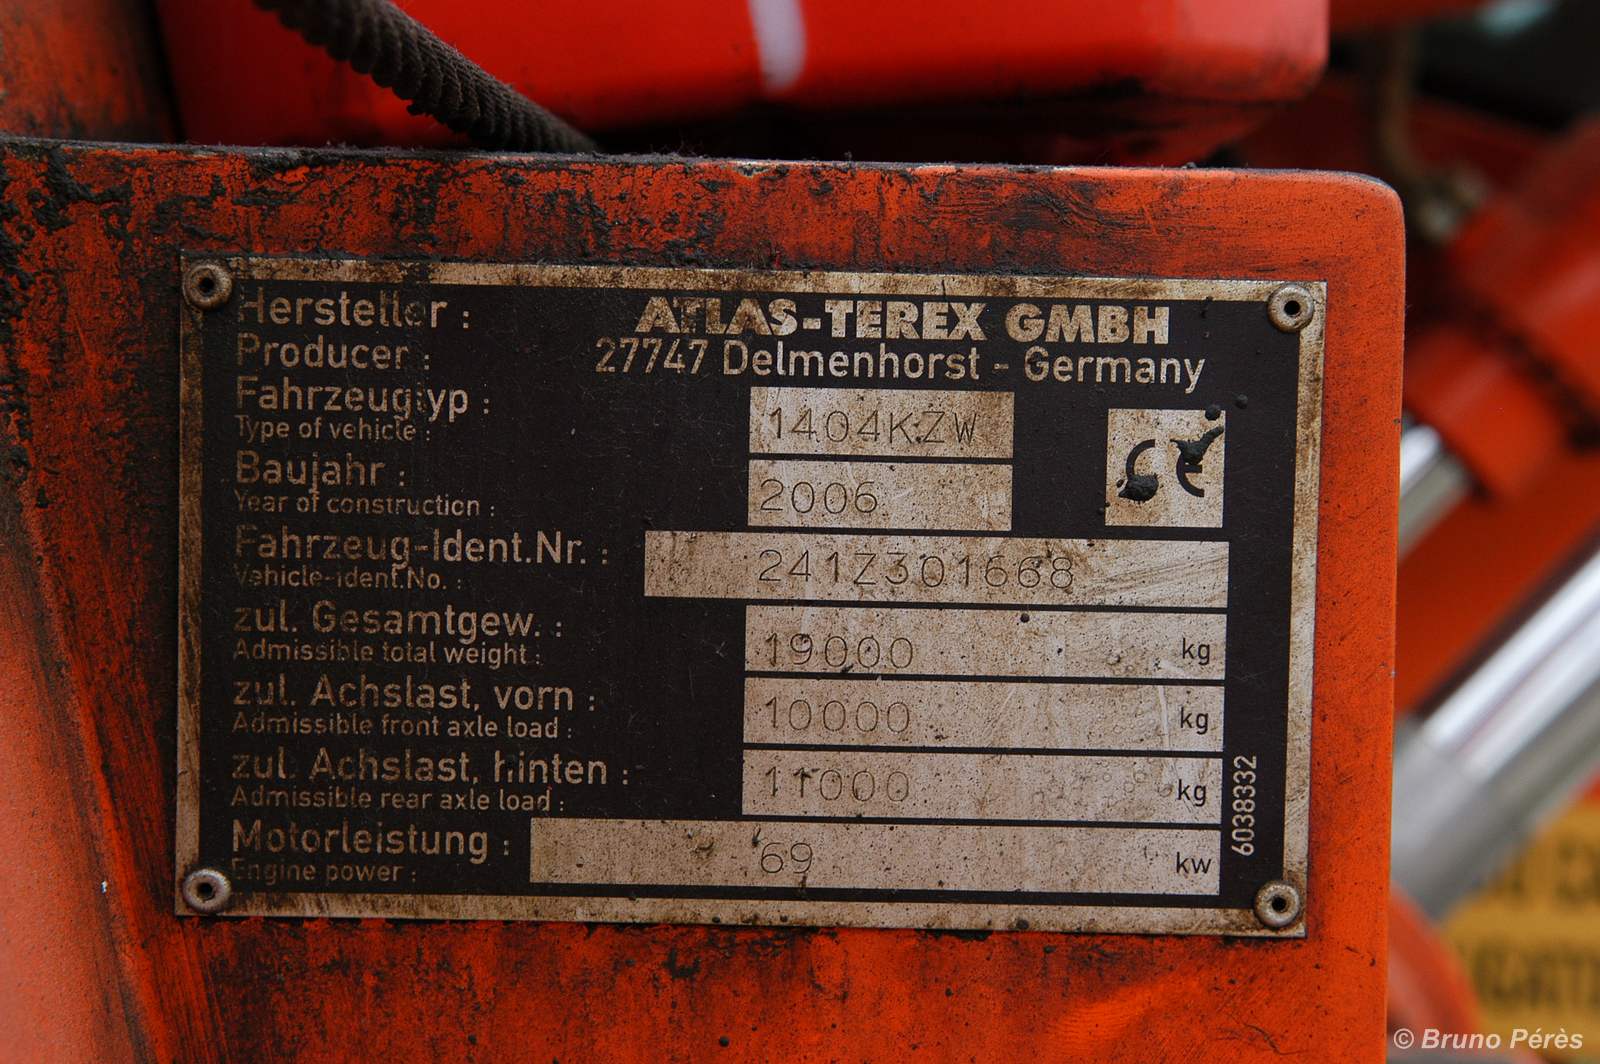 Hersteller : ATLAS-TEREX GMBH
Producer : 27747 Delmenhorst - Germany
Fahrzeugtyp :
Type of vehicle : 1404KZW
CE
Baujahr :
Year of construction : 2006
Fahrzeug-Ident.Nr. :
Vehicle-ident.No. : 241Z301668
zul. Gesamtgew. :
Admissible total weight : 19000 kg
zul. Achslast, vorn :
Admissible front axle load : 10000 kg
zul. Achslast, hinten :
Admissible rear axle load : 11000 kg
Motorleistung :
Engine power : 69 kw
6038332
© Bruno Pérès